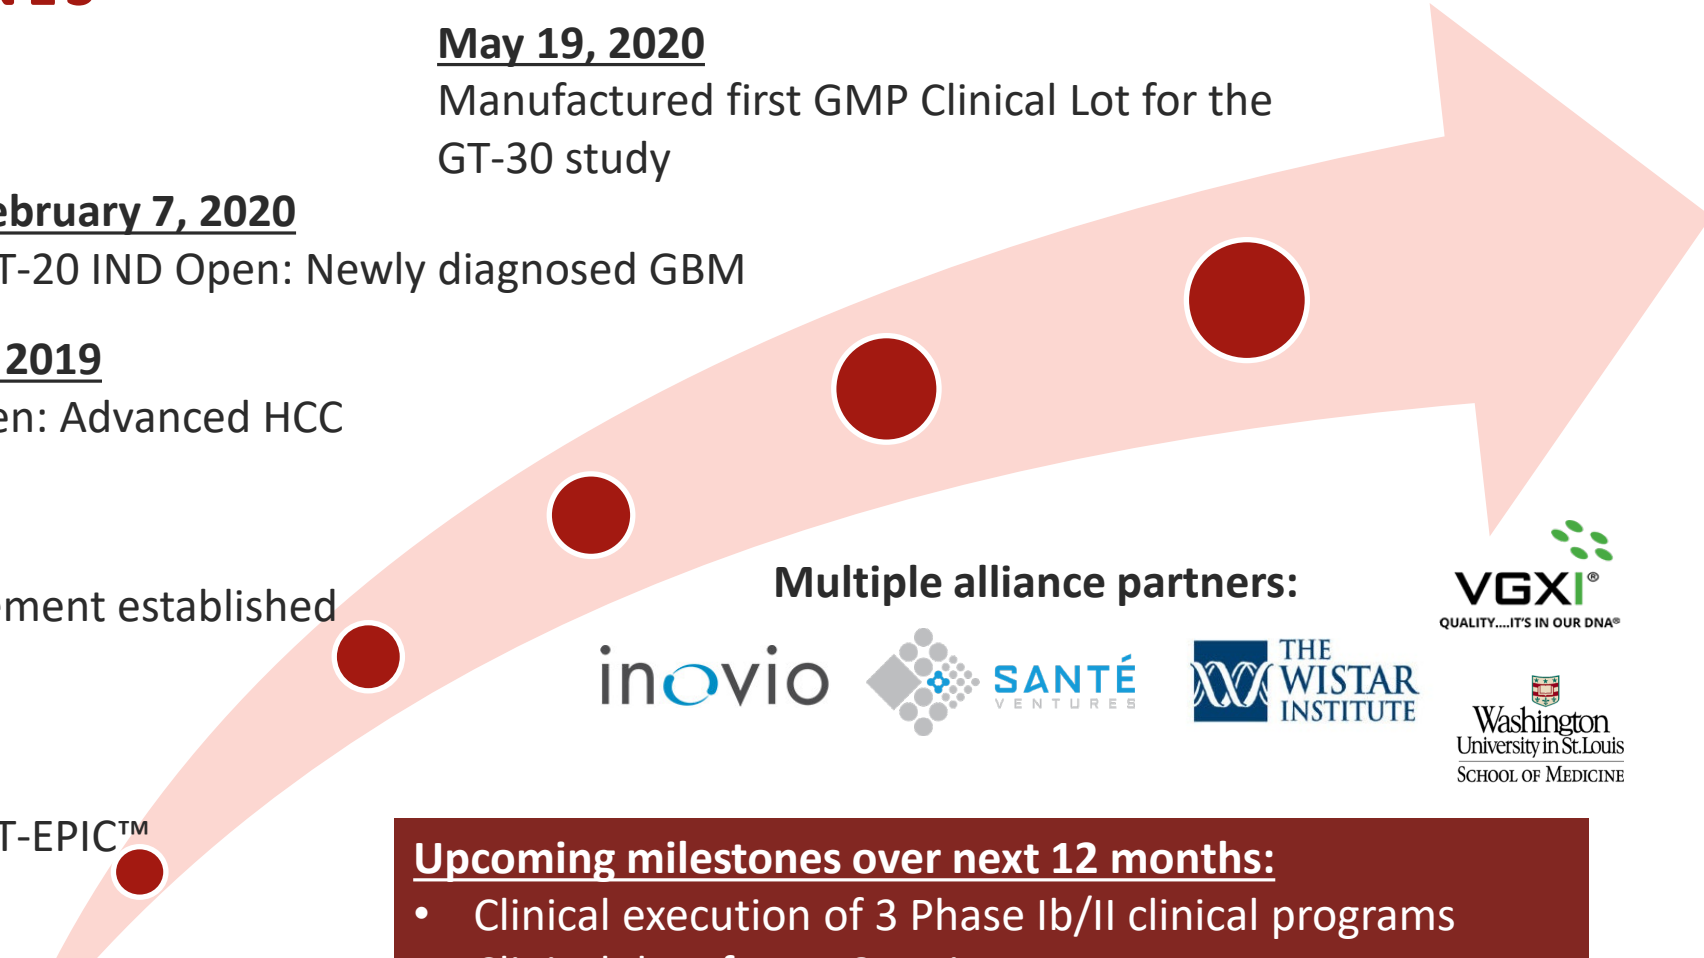 May 19, 2020
Manufactured first GMP Clinical Lot for the
GT-30 study
ebruary 7, 2020
T-20 IND Open: Newly diagnosed GBM
2019
en: Advanced HCC
ement established
T-EPIC™
Multiple alliance partners:
inovio
SANTÉ
VENTURES
THE
WISTAR
INSTITUTE
VGXI®
QUALITY....IT'S IN OUR DNA®
Washington
University in St.Louis
SCHOOL OF MEDICINE
Upcoming milestones over next 12 months:
• Clinical execution of 3 Phase Ib/II clinical programs